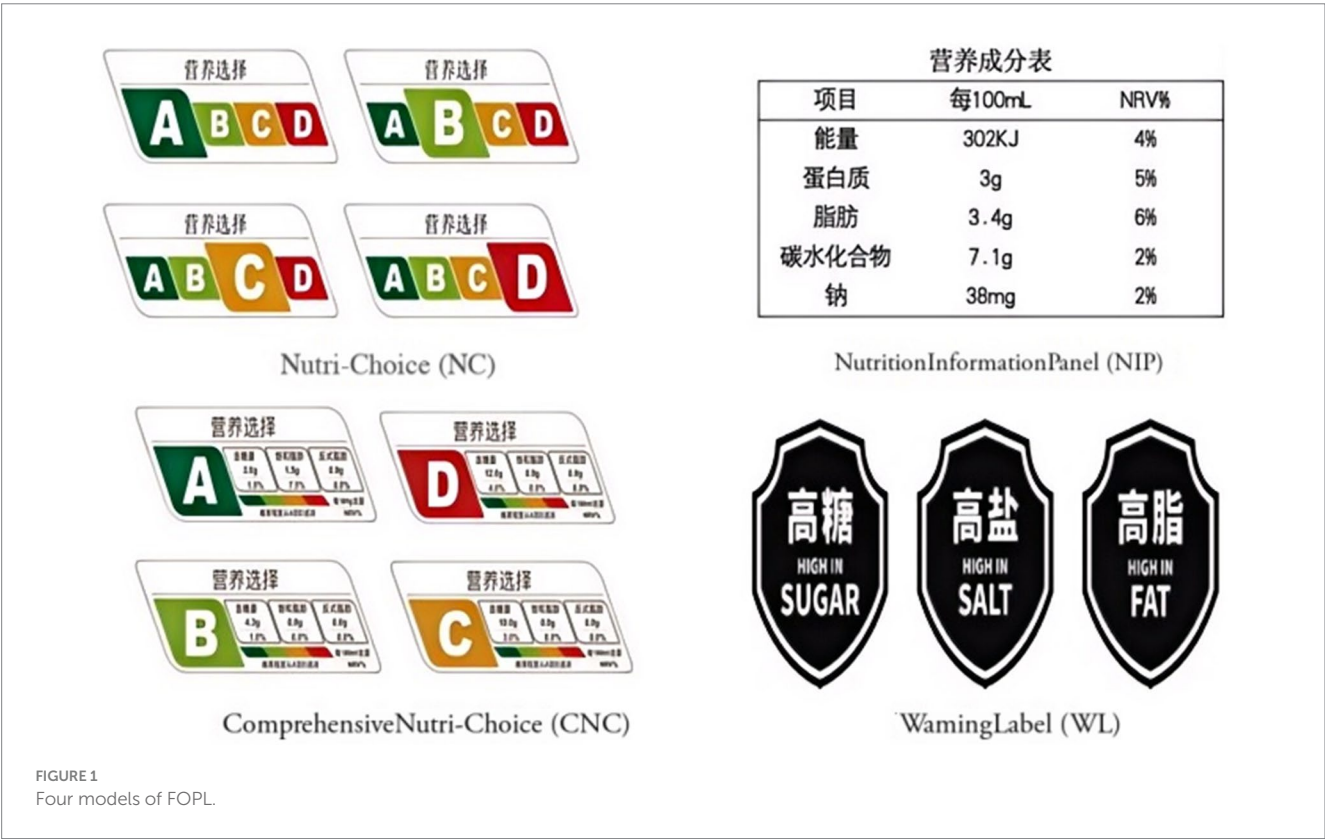 营养选择
A B C D
营养选择
A B C D
营养选择
A B C D
营养选择
A B C D
Nutri-Choice (NC)
营养成分表
项目 每100mL NRV%
能量 302KJ 4%
蛋白质 3g 5%
脂肪 3.4g 6%
碳水化合物 7.1g 2%
钠 38mg 2%
NutritionInformationPanel (NIP)
营养选择
A
营养选择
D
营养选择
B
营养选择
C
ComprehensiveNutri-Choice (CNC)
高糖
HIGH IN
SUGAR
高盐
HIGH IN
SALT
高脂
HIGH IN
FAT
WamingLabel (WL)
FIGURE 1
Four models of FOPL.